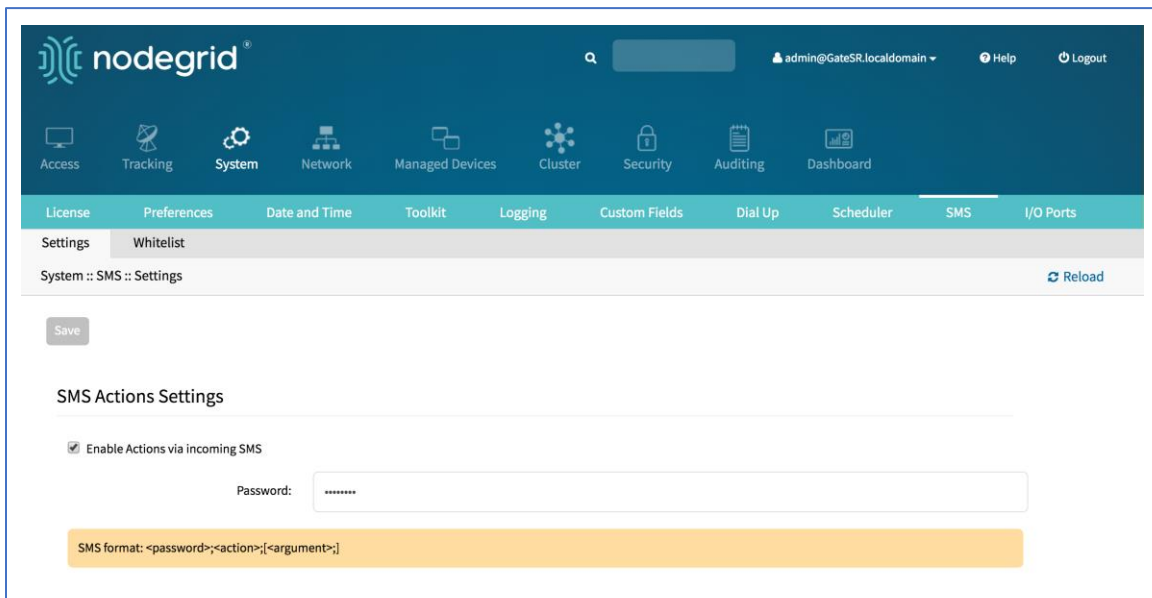 nodegrid®
admin@GateSR.localdomain
Help
Logout
Access Tracking System Network Managed Devices Cluster Security Auditing Dashboard
License Preferences Date and Time Toolkit Logging Custom Fields Dial Up Scheduler SMS I/O Ports
Settings Whitelist
System :: SMS :: Settings Reload
Save
SMS Actions Settings
Enable Actions via incoming SMS
Password: ••••••••
SMS format: <password>;<action>;[<argument>;]